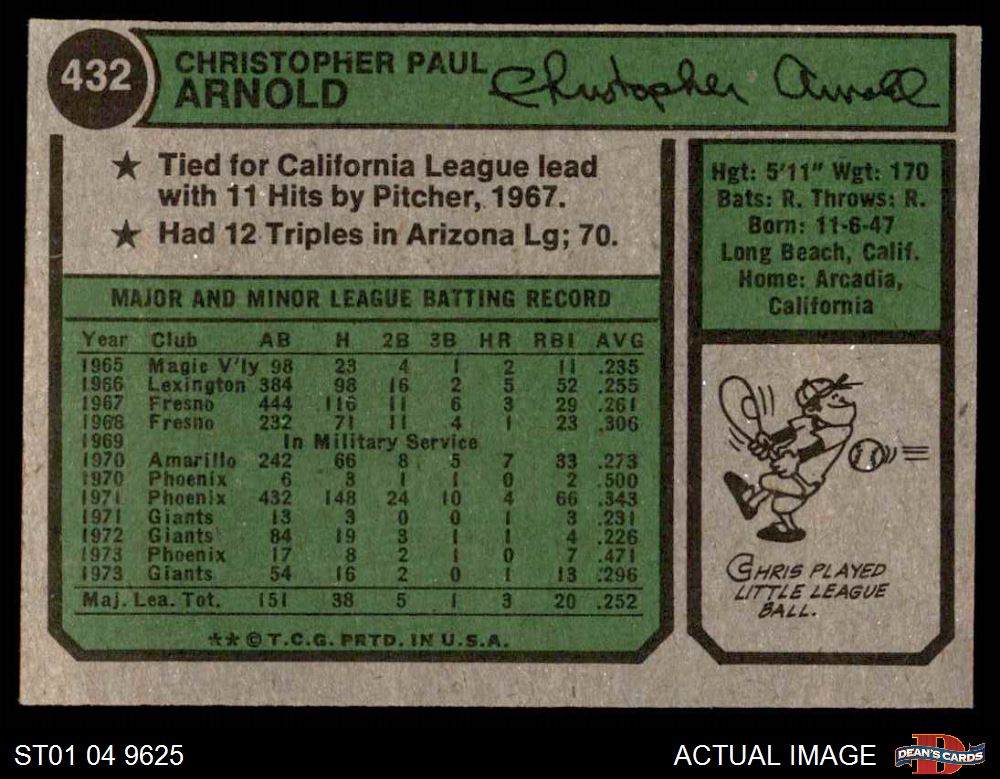 432
CHRISTOPHER PAUL
ARNOLD
Christopher Arnold
★ Tied for California League lead
with 11 Hits by Pitcher, 1967.
★ Had 12 Triples in Arizona Lg; 70.
Hgt: 5'11" Wgt: 170
Bats: R. Throws: R.
Born: 11-6-47
Long Beach, Calif.
Home: Arcadia,
California
MAJOR AND MINOR LEAGUE BATTING RECORD
Year Club AB H 2B 3B HR RBI AVG
1965 Magic V'ly 98 23 4 1 2 11 .235
1966 Lexington 384 98 16 2 5 52 .255
1967 Fresno 444 116 11 6 3 29 .261
1968 Fresno 232 71 11 4 1 23 .306
1969 In Military Service
1970 Amarillo 242 66 8 5 7 33 .273
1970 Phoenix 6 3 1 1 0 2 .500
1971 Phoenix 432 148 24 10 4 66 .343
1971 Giants 13 3 0 0 1 3 .231
1972 Giants 84 19 3 1 1 4 .226
1973 Phoenix 17 8 2 1 0 7 .471
1973 Giants 54 16 2 0 1 13 .296
Maj. Lea. Tot. 151 38 5 1 3 20 .252
** © T.C.G. PRTD. IN U.S.A.
CHRIS PLAYED
LITTLE LEAGUE
BALL.
ST01 04 9625
ACTUAL IMAGE
DEAN'S CARDS